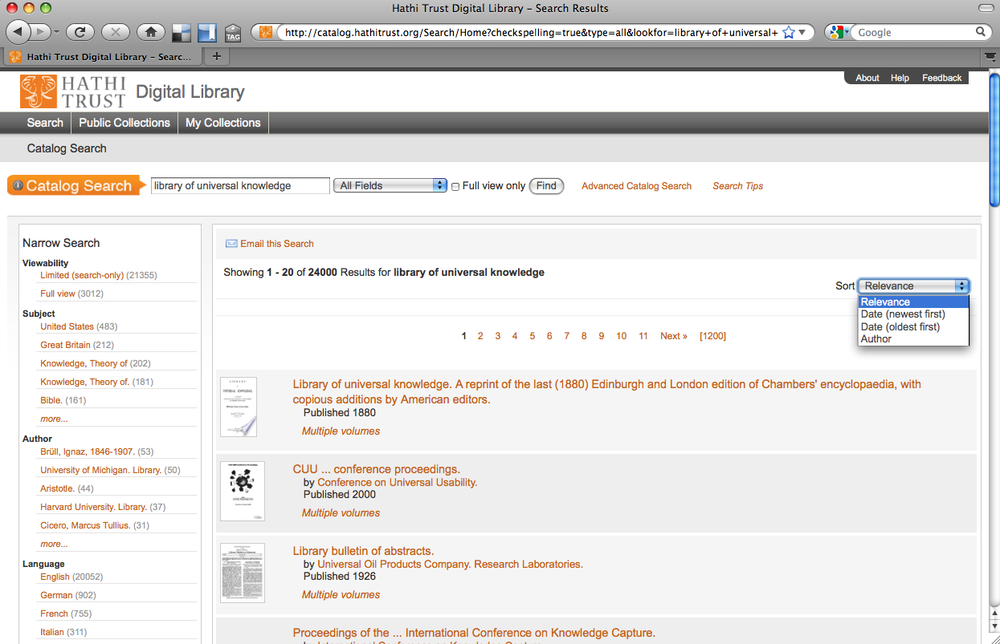 Hathi Trust Digital Library – Search Results
TAG
http://catalog.hathitrust.org/Search/Home?checkspelling=true&type=all&lookfor=library+of+universal+
Google
Hathi Trust Digital Library – Searc...
About Help Feedback
HATHI
TRUST
Digital Library
Search Public Collections My Collections
Catalog Search
Catalog Search
library of universal knowledge
All Fields
Full view only
Find
Advanced Catalog Search
Search Tips
Narrow Search
Viewability
Limited (search-only) (21355)
Full view (3012)
Subject
United States (483)
Great Britain (212)
Knowledge, Theory of (202)
Knowledge, Theory of. (181)
Bible. (161)
more...
Author
Brüll, Ignaz, 1846-1907. (53)
University of Michigan. Library. (50)
Aristotle. (44)
Harvard University. Library. (37)
Cicero, Marcus Tullius. (31)
more...
Language
English (20052)
German (902)
French (755)
Italian (311)
Email this Search
Showing 1 - 20 of 24000 Results for library of universal knowledge
Sort Relevance
Relevance
Date (newest first)
Date (oldest first)
Author
1 2 3 4 5 6 7 8 9 10 11 Next » [1200]
Library of universal knowledge. A reprint of the last (1880) Edinburgh and London edition of Chambers' encyclopaedia, with
copious additions by American editors.
Published 1880
Multiple volumes
CUU ... conference proceedings.
by Conference on Universal Usability.
Published 2000
Multiple volumes
Library bulletin of abstracts.
by Universal Oil Products Company. Research Laboratories.
Published 1926
Multiple volumes
Proceedings of the ... International Conference on Knowledge Capture.
by International Conference on Knowledge Capture